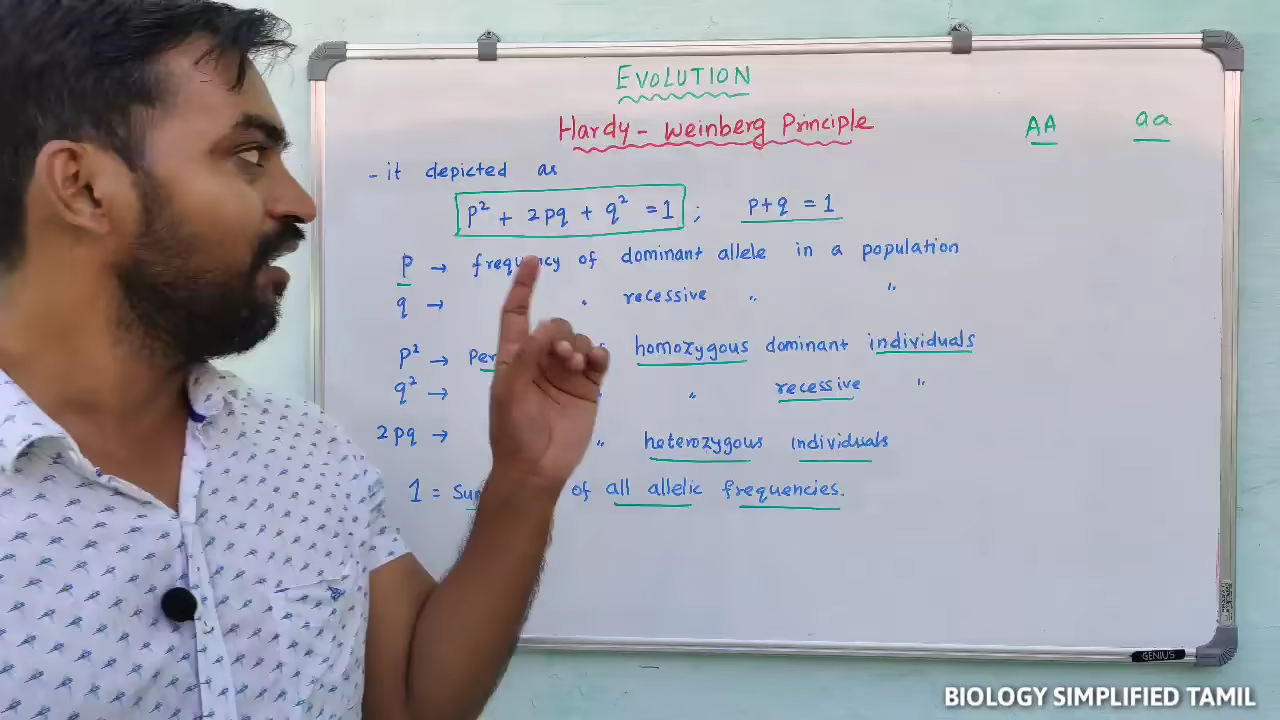 EVOLUTION
Hardy - Weinberg Principle
AA aa
- it depicted as
p² + 2pq + q² = 1 ; p+q = 1
p → frequency of dominant allele in a population
q → " recessive " "
p² → homozygous dominant individuals
q² → " " recessive "
2pq → " heterozygous individuals
1 = of all allelic frequencies.
GENIUS
BIOLOGY SIMPLIFIED TAMIL